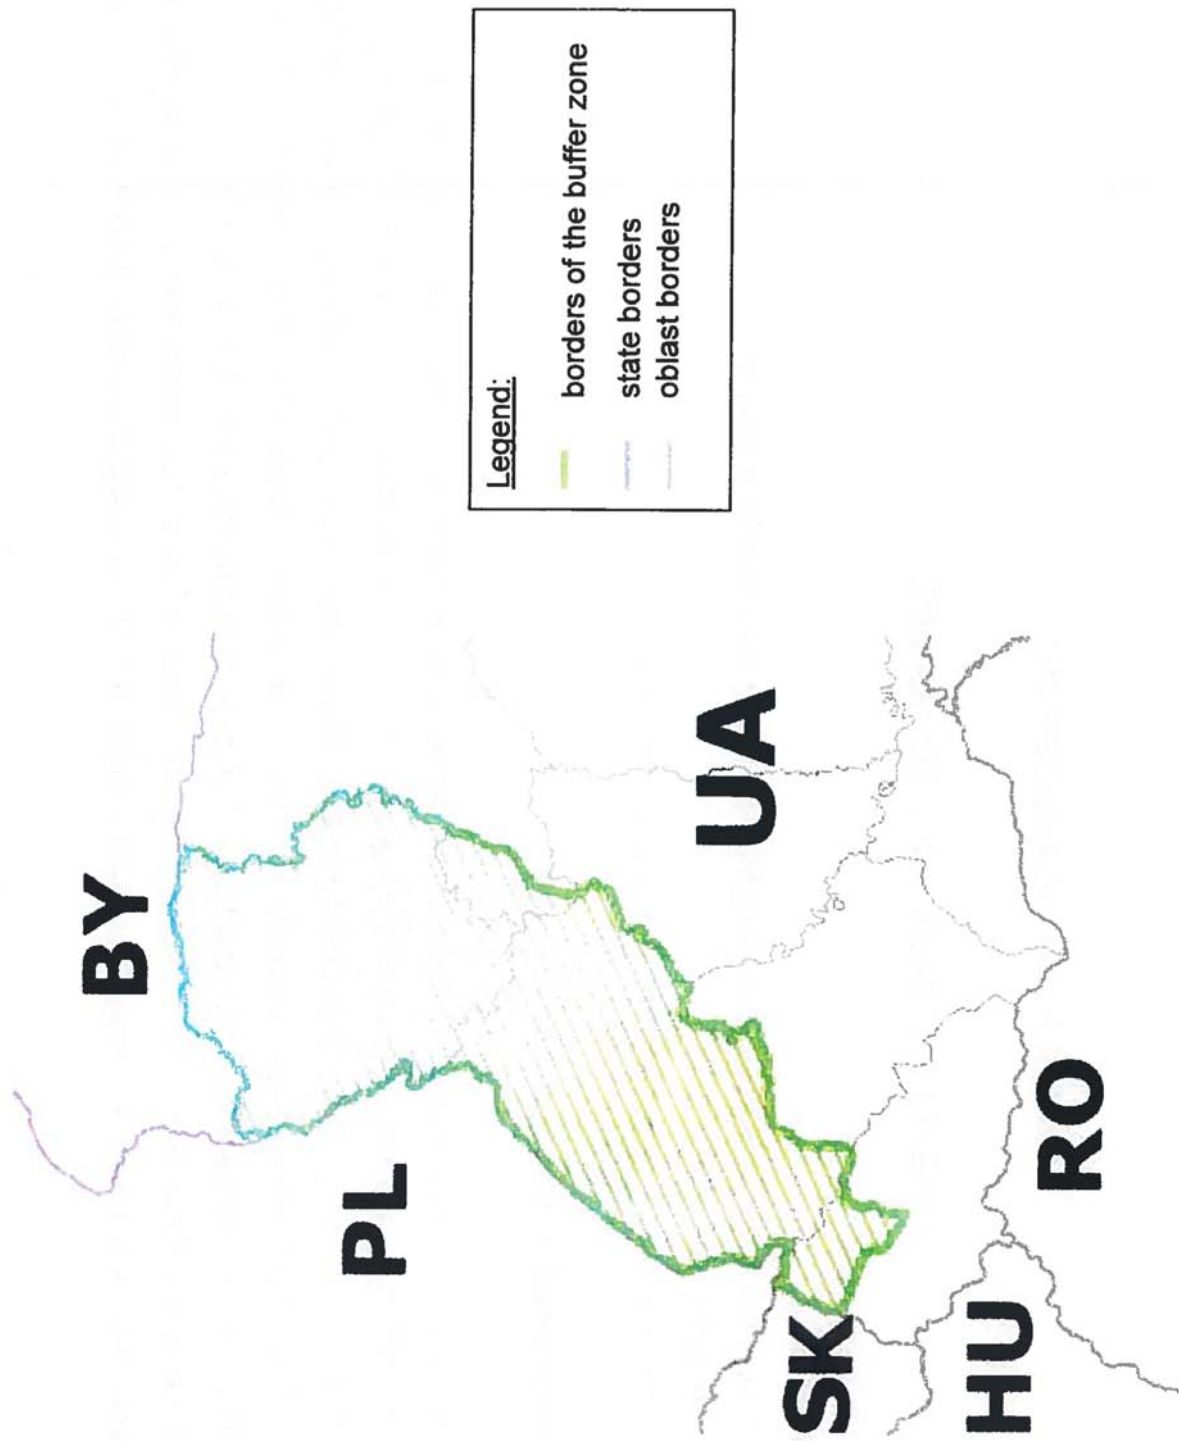 BY
PL
UA
SK
HU
RO
Legend:
borders of the buffer zone
state borders
oblast borders